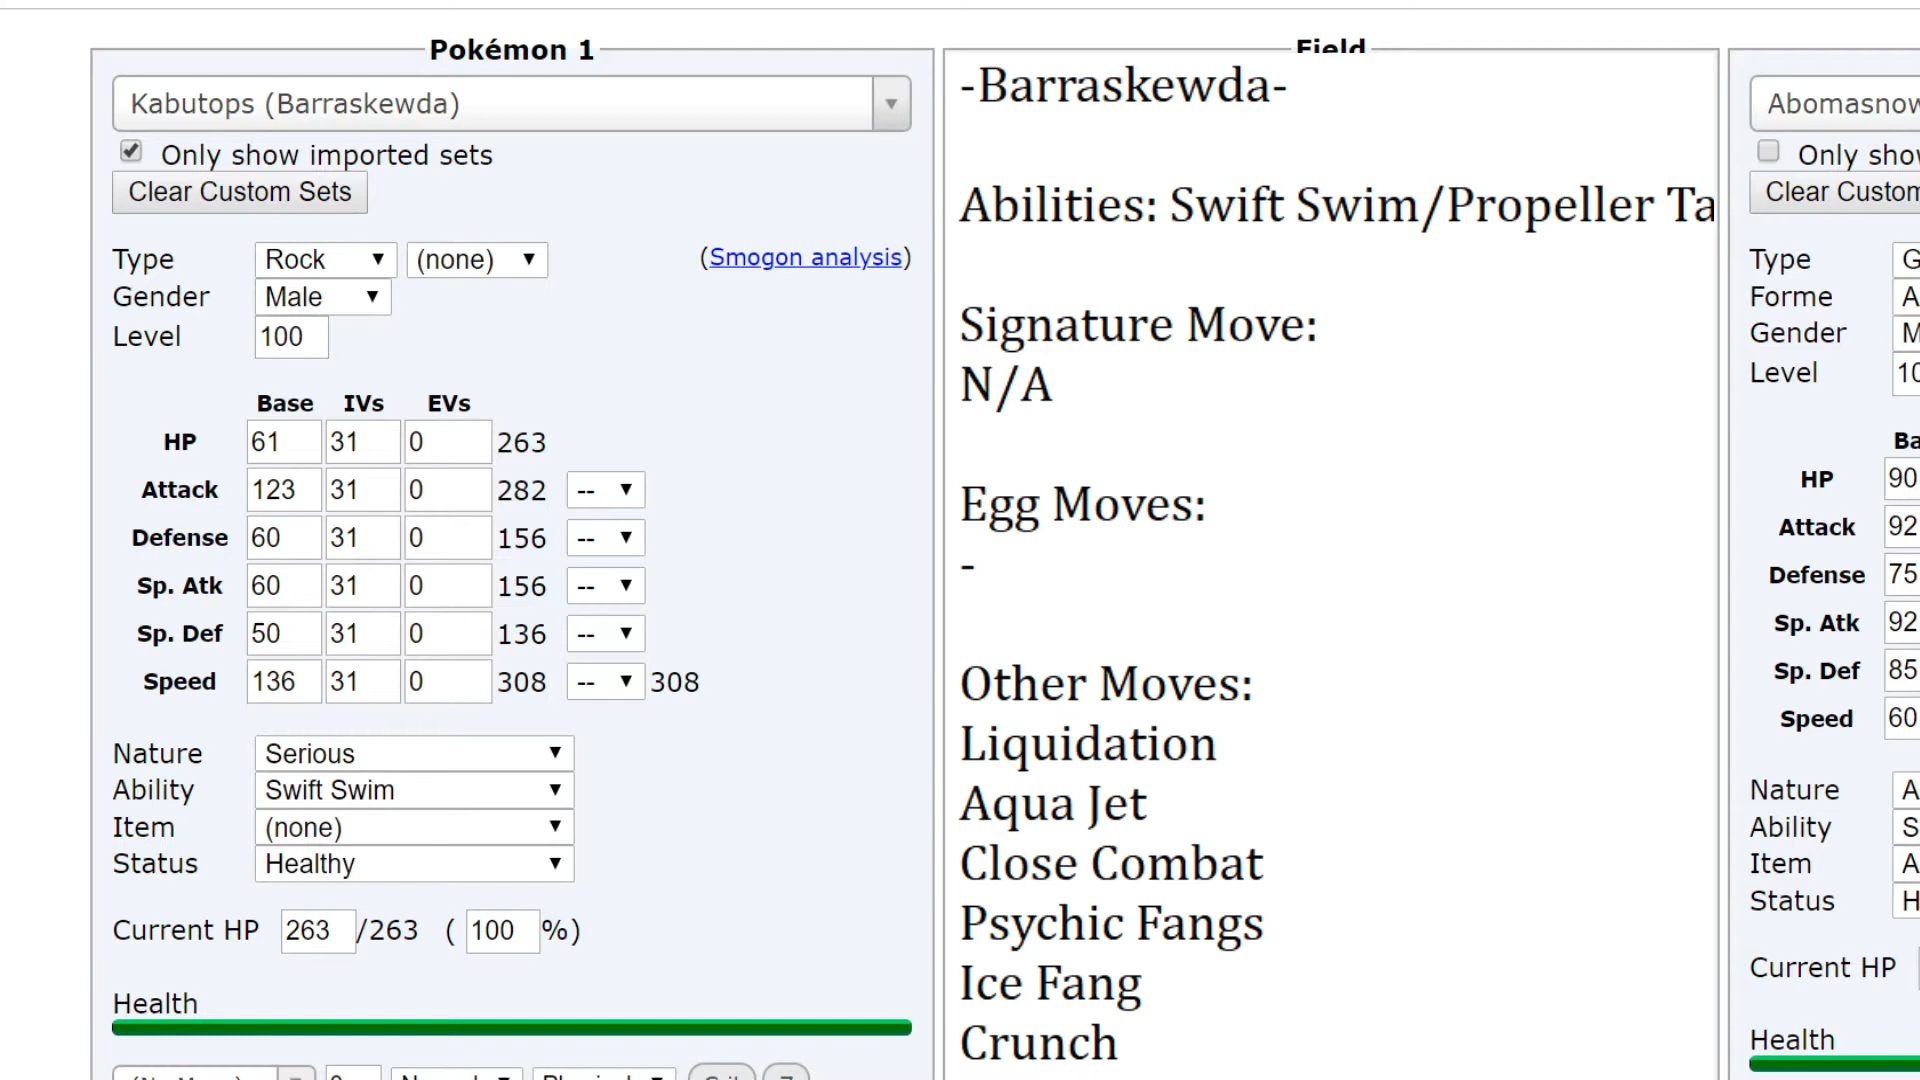 Pokémon 1
Kabutops (Barraskewda)
Only show imported sets
Clear Custom Sets
Type Rock (none) (Smogon analysis)
Gender Male
Level 100
Base IVs EVs
HP 61 31 0 263
Attack 123 31 0 282 --
Defense 60 31 0 156 --
Sp. Atk 60 31 0 156 --
Sp. Def 50 31 0 136 --
Speed 136 31 0 308 -- 308
Nature Serious
Ability Swift Swim
Item (none)
Status Healthy
Current HP 263/263 (100%)
Health
Field
-Barraskewda-
Abilities: Swift Swim/Propeller Ta
Signature Move:
N/A
Egg Moves:
-
Other Moves:
Liquidation
Aqua Jet
Close Combat
Psychic Fangs
Ice Fang
Crunch
Abomasnow
Only show
Clear Custom
Type G
Forme A
Gender M
Level 10
Ba
HP 90
Attack 92
Defense 75
Sp. Atk 92
Sp. Def 85
Speed 60
Nature A
Ability S
Item A
Status H
Current HP
Health